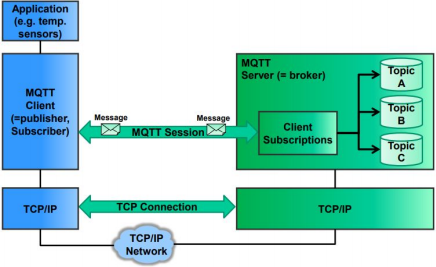 Application
(e.g. temp.
sensors)
MQTT
Client
(=publisher,
Subscriber)
Message
Message
MQTT Session
MQTT
Server (= broker)
Client
Subscriptions
Topic
A
Topic
B
Topic
C
TCP/IP
TCP Connection
TCP/IP
TCP/IP
Network